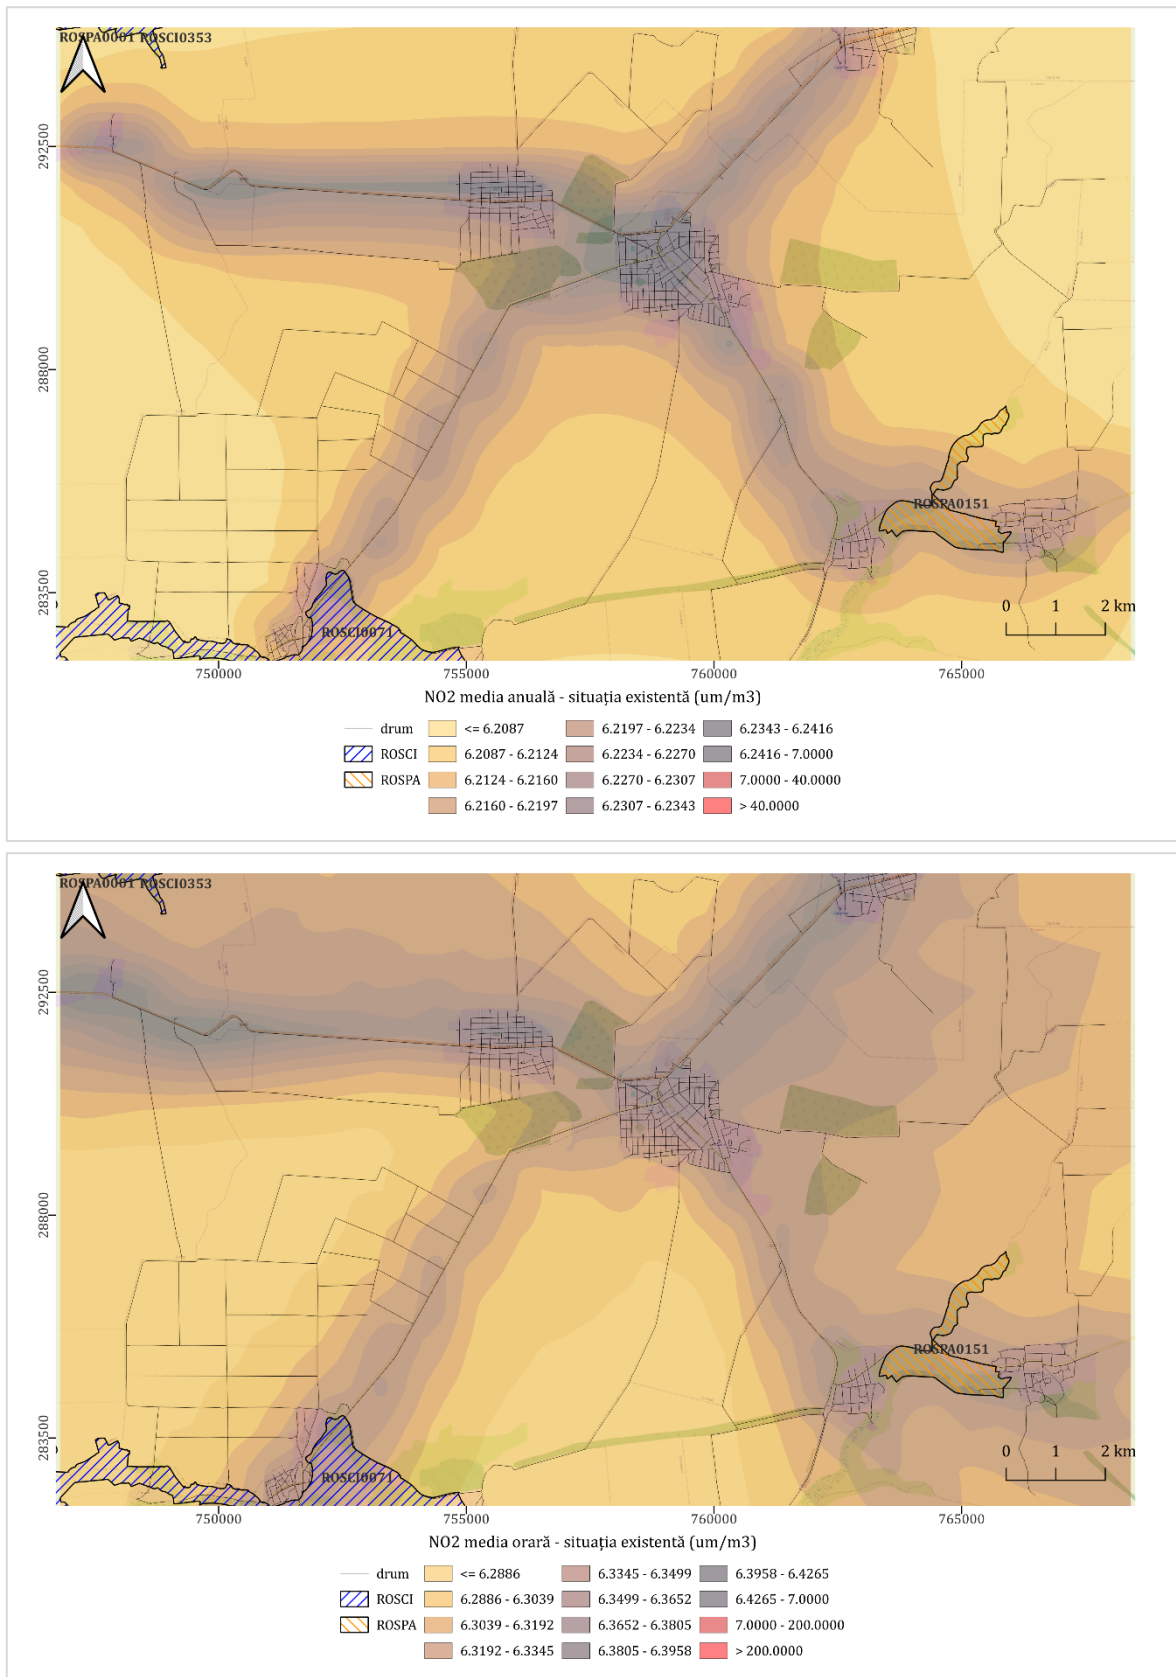 ROSPA0001 ROSCI0353
292500
288000
283500
ROSPA0151
ROSCI0071
0 1 2 km
750000 755000 760000 765000
NO2 media anuală - situația existentă (um/m3)
drum <= 6.2087 6.2197 - 6.2234 6.2343 - 6.2416
ROSCI 6.2087 - 6.2124 6.2234 - 6.2270 6.2416 - 7.0000
ROSPA 6.2124 - 6.2160 6.2270 - 6.2307 7.0000 - 40.0000
6.2160 - 6.2197 6.2307 - 6.2343 > 40.0000
ROSPA0001 ROSCI0353
292500
288000
283500
ROSPA0151
ROSCI0071
0 1 2 km
750000 755000 760000 765000
NO2 media orară - situația existentă (um/m3)
drum <= 6.2886 6.3345 - 6.3499 6.3958 - 6.4265
ROSCI 6.2886 - 6.3039 6.3499 - 6.3652 6.4265 - 7.0000
ROSPA 6.3039 - 6.3192 6.3652 - 6.3805 7.0000 - 200.0000
6.3192 - 6.3345 6.3805 - 6.3958 > 200.0000